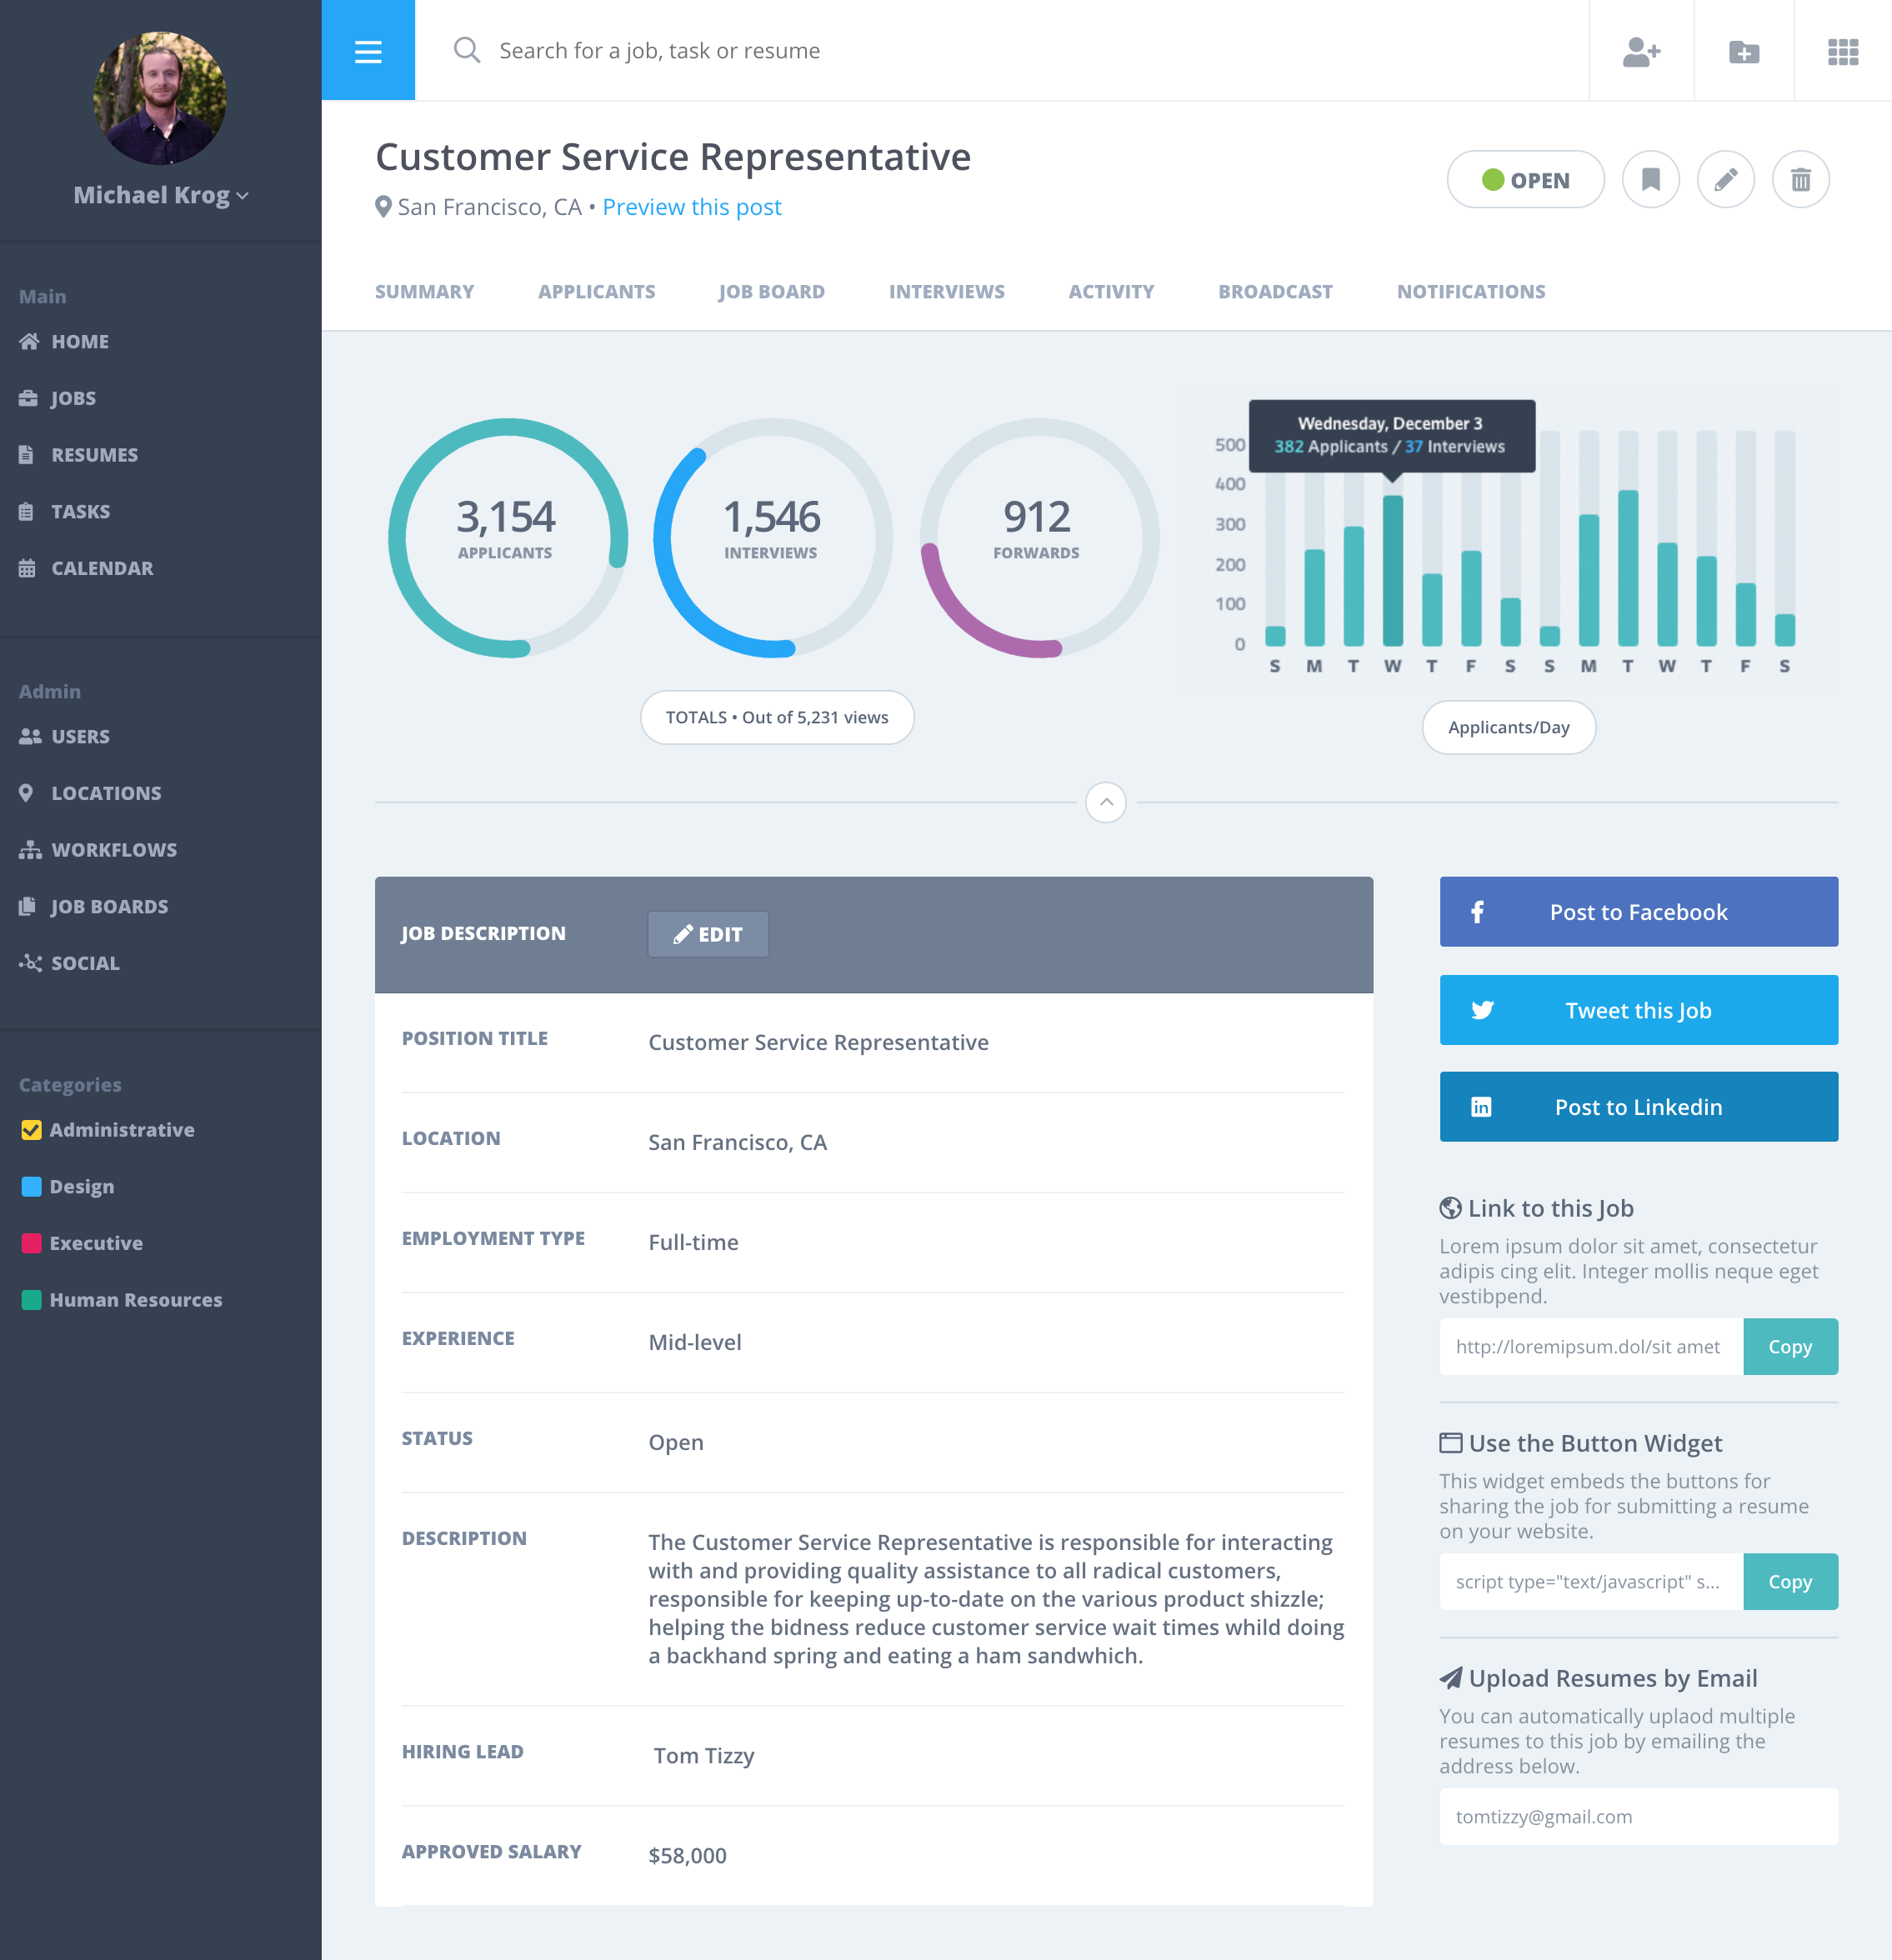 Michael Krog
Main
HOME
JOBS
RESUMES
TASKS
CALENDAR
Admin
USERS
LOCATIONS
WORKFLOWS
JOB BOARDS
SOCIAL
Categories
Administrative
Design
Executive
Human Resources
Search for a job, task or resume
Customer Service Representative
San Francisco, CA • Preview this post
OPEN
SUMMARY APPLICANTS JOB BOARD INTERVIEWS ACTIVITY BROADCAST NOTIFICATIONS
3,154
APPLICANTS
1,546
INTERVIEWS
912
FORWARDS
TOTALS • Out of 5,231 views
Wednesday, December 3
382 Applicants / 37 Interviews
500
400
300
200
100
0
S M T W T F S S M T W T F S
Applicants/Day
JOB DESCRIPTION EDIT
POSITION TITLE Customer Service Representative
LOCATION San Francisco, CA
EMPLOYMENT TYPE Full-time
EXPERIENCE Mid-level
STATUS Open
DESCRIPTION The Customer Service Representative is responsible for interacting
with and providing quality assistance to all radical customers,
responsible for keeping up-to-date on the various product shizzle;
helping the bidness reduce customer service wait times whild doing
a backhand spring and eating a ham sandwhich.
HIRING LEAD Tom Tizzy
APPROVED SALARY $58,000
Post to Facebook
Tweet this Job
in Post to Linkedin
Link to this Job
Lorem ipsum dolor sit amet, consectetur
adipis cing elit. Integer mollis neque eget
vestibpend.
http://loremipsum.dol/sit amet Copy
Use the Button Widget
This widget embeds the buttons for
sharing the job for submitting a resume
on your website.
script type="text/javascript" s... Copy
Upload Resumes by Email
You can automatically uplaod multiple
resumes to this job by emailing the
address below.
tomtizzy@gmail.com